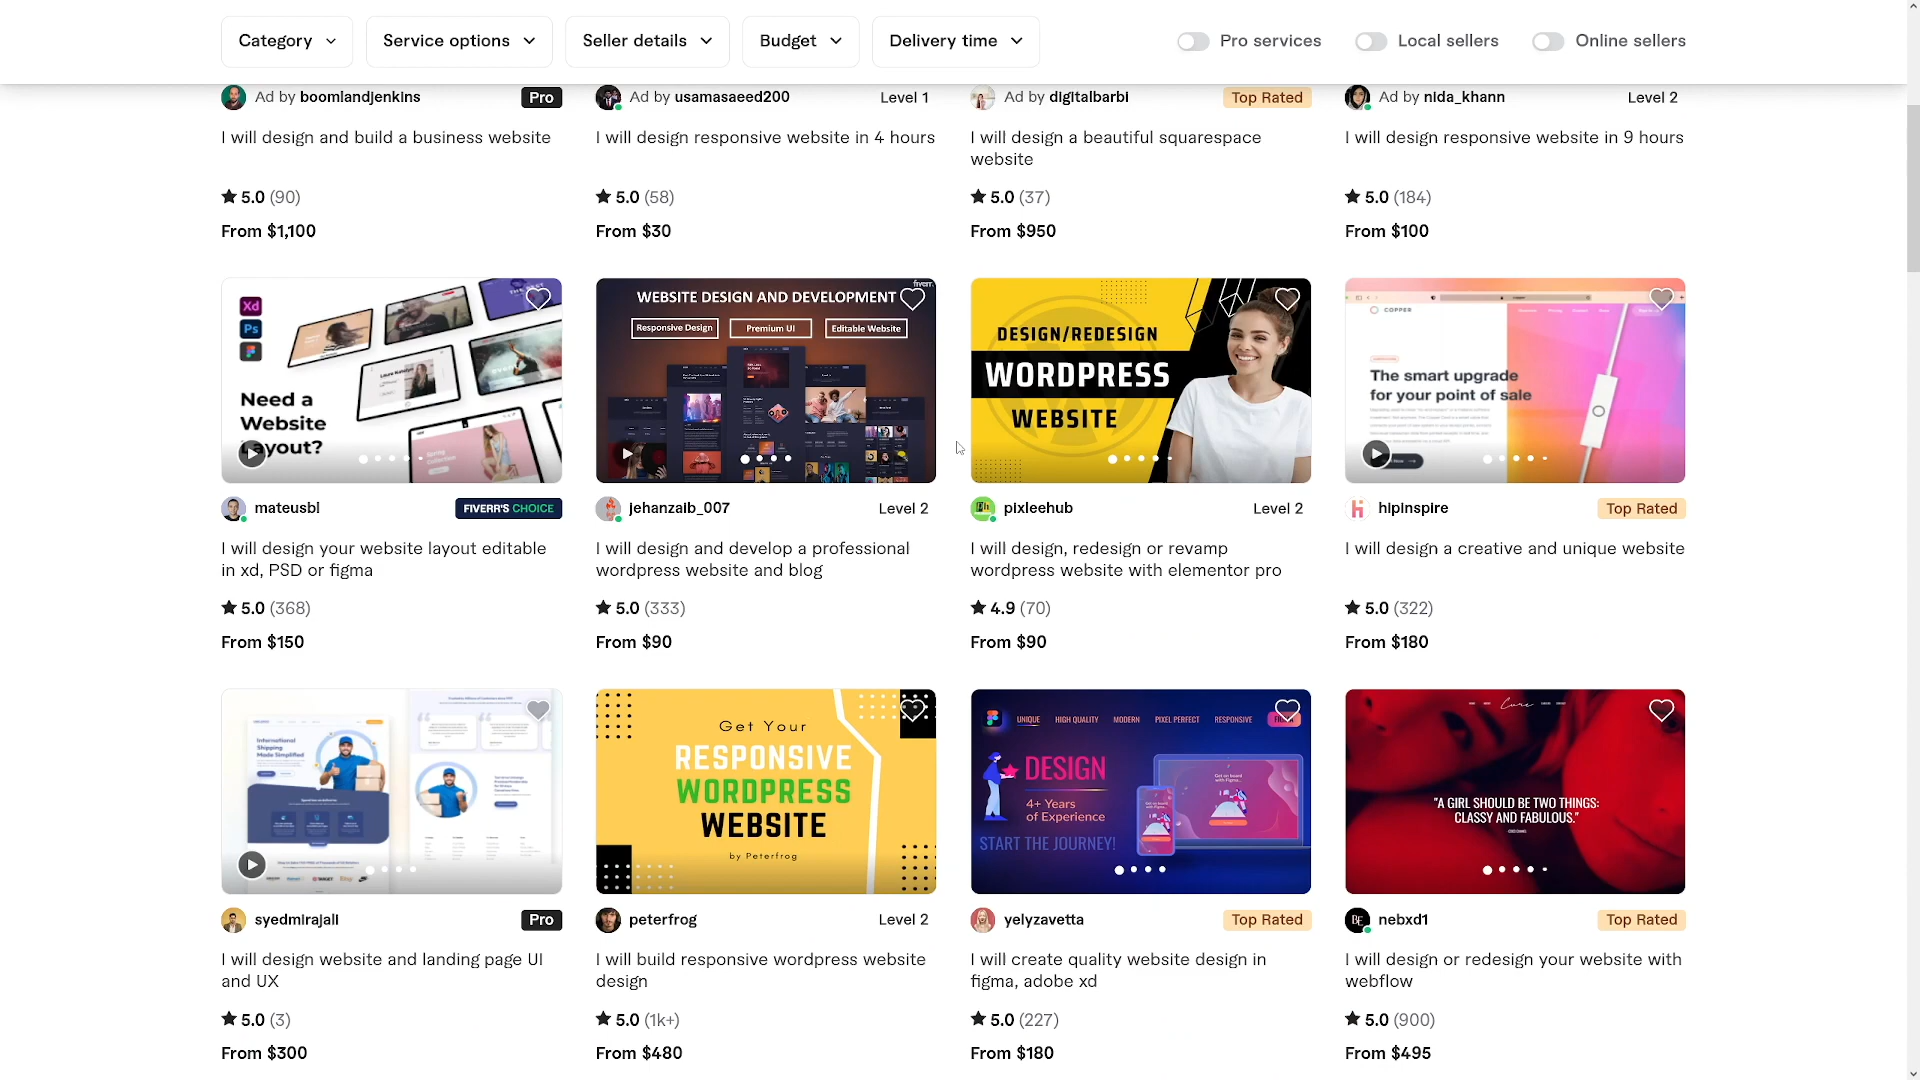 Category
Service options
Seller details
Budget
Delivery time
Pro services
Local sellers
Online sellers
Ad by boomlandjenkins
Pro
Ad by usamasaeed200
Level 1
Ad by digitalbarbi
Top Rated
Ad by nida_khann
Level 2
I will design and build a business website
I will design responsive website in 4 hours
I will design a beautiful squarespace
website
I will design responsive website in 9 hours
5.0 (90)
5.0 (58)
5.0 (37)
5.0 (184)
From $1,100
From $30
From $950
From $100
Xd
Ps
Need a
Website
Layout?
fiverr.
WEBSITE DESIGN AND DEVELOPMENT
Responsive Design
Premium UI
Editable Website
DESIGN/REDESIGN
WORDPRESS
WEBSITE
COPPER
The smart upgrade
for your point of sale
mateusbl
FIVERR'S CHOICE
jehanzaib_007
Level 2
pixleehub
Level 2
hipinspire
Top Rated
I will design your website layout editable
in xd, PSD or figma
I will design and develop a professional
wordpress website and blog
I will design, redesign or revamp
wordpress website with elementor pro
I will design a creative and unique website
5.0 (368)
5.0 (333)
4.9 (70)
5.0 (322)
From $150
From $90
From $90
From $180
International
Shipping
Made Simplified
Get Your
RESPONSIVE
WORDPRESS
WEBSITE
by Peterfrog
UNIQUE
HIGH QUALITY
MODERN
PIXEL PERFECT
RESPONSIVE
DESIGN
4+ Years
of Experience
START THE JOURNEY!
Get on board
with Figma...
"A GIRL SHOULD BE TWO THINGS:
CLASSY AND FABULOUS."
syedmirajali
Pro
peterfrog
Level 2
yelyzavetta
Top Rated
nebxd1
Top Rated
I will design website and landing page UI
and UX
I will build responsive wordpress website
design
I will create quality website design in
figma, adobe xd
I will design or redesign your website with
webflow
5.0 (3)
5.0 (1k+)
5.0 (227)
5.0 (900)
From $300
From $480
From $180
From $495